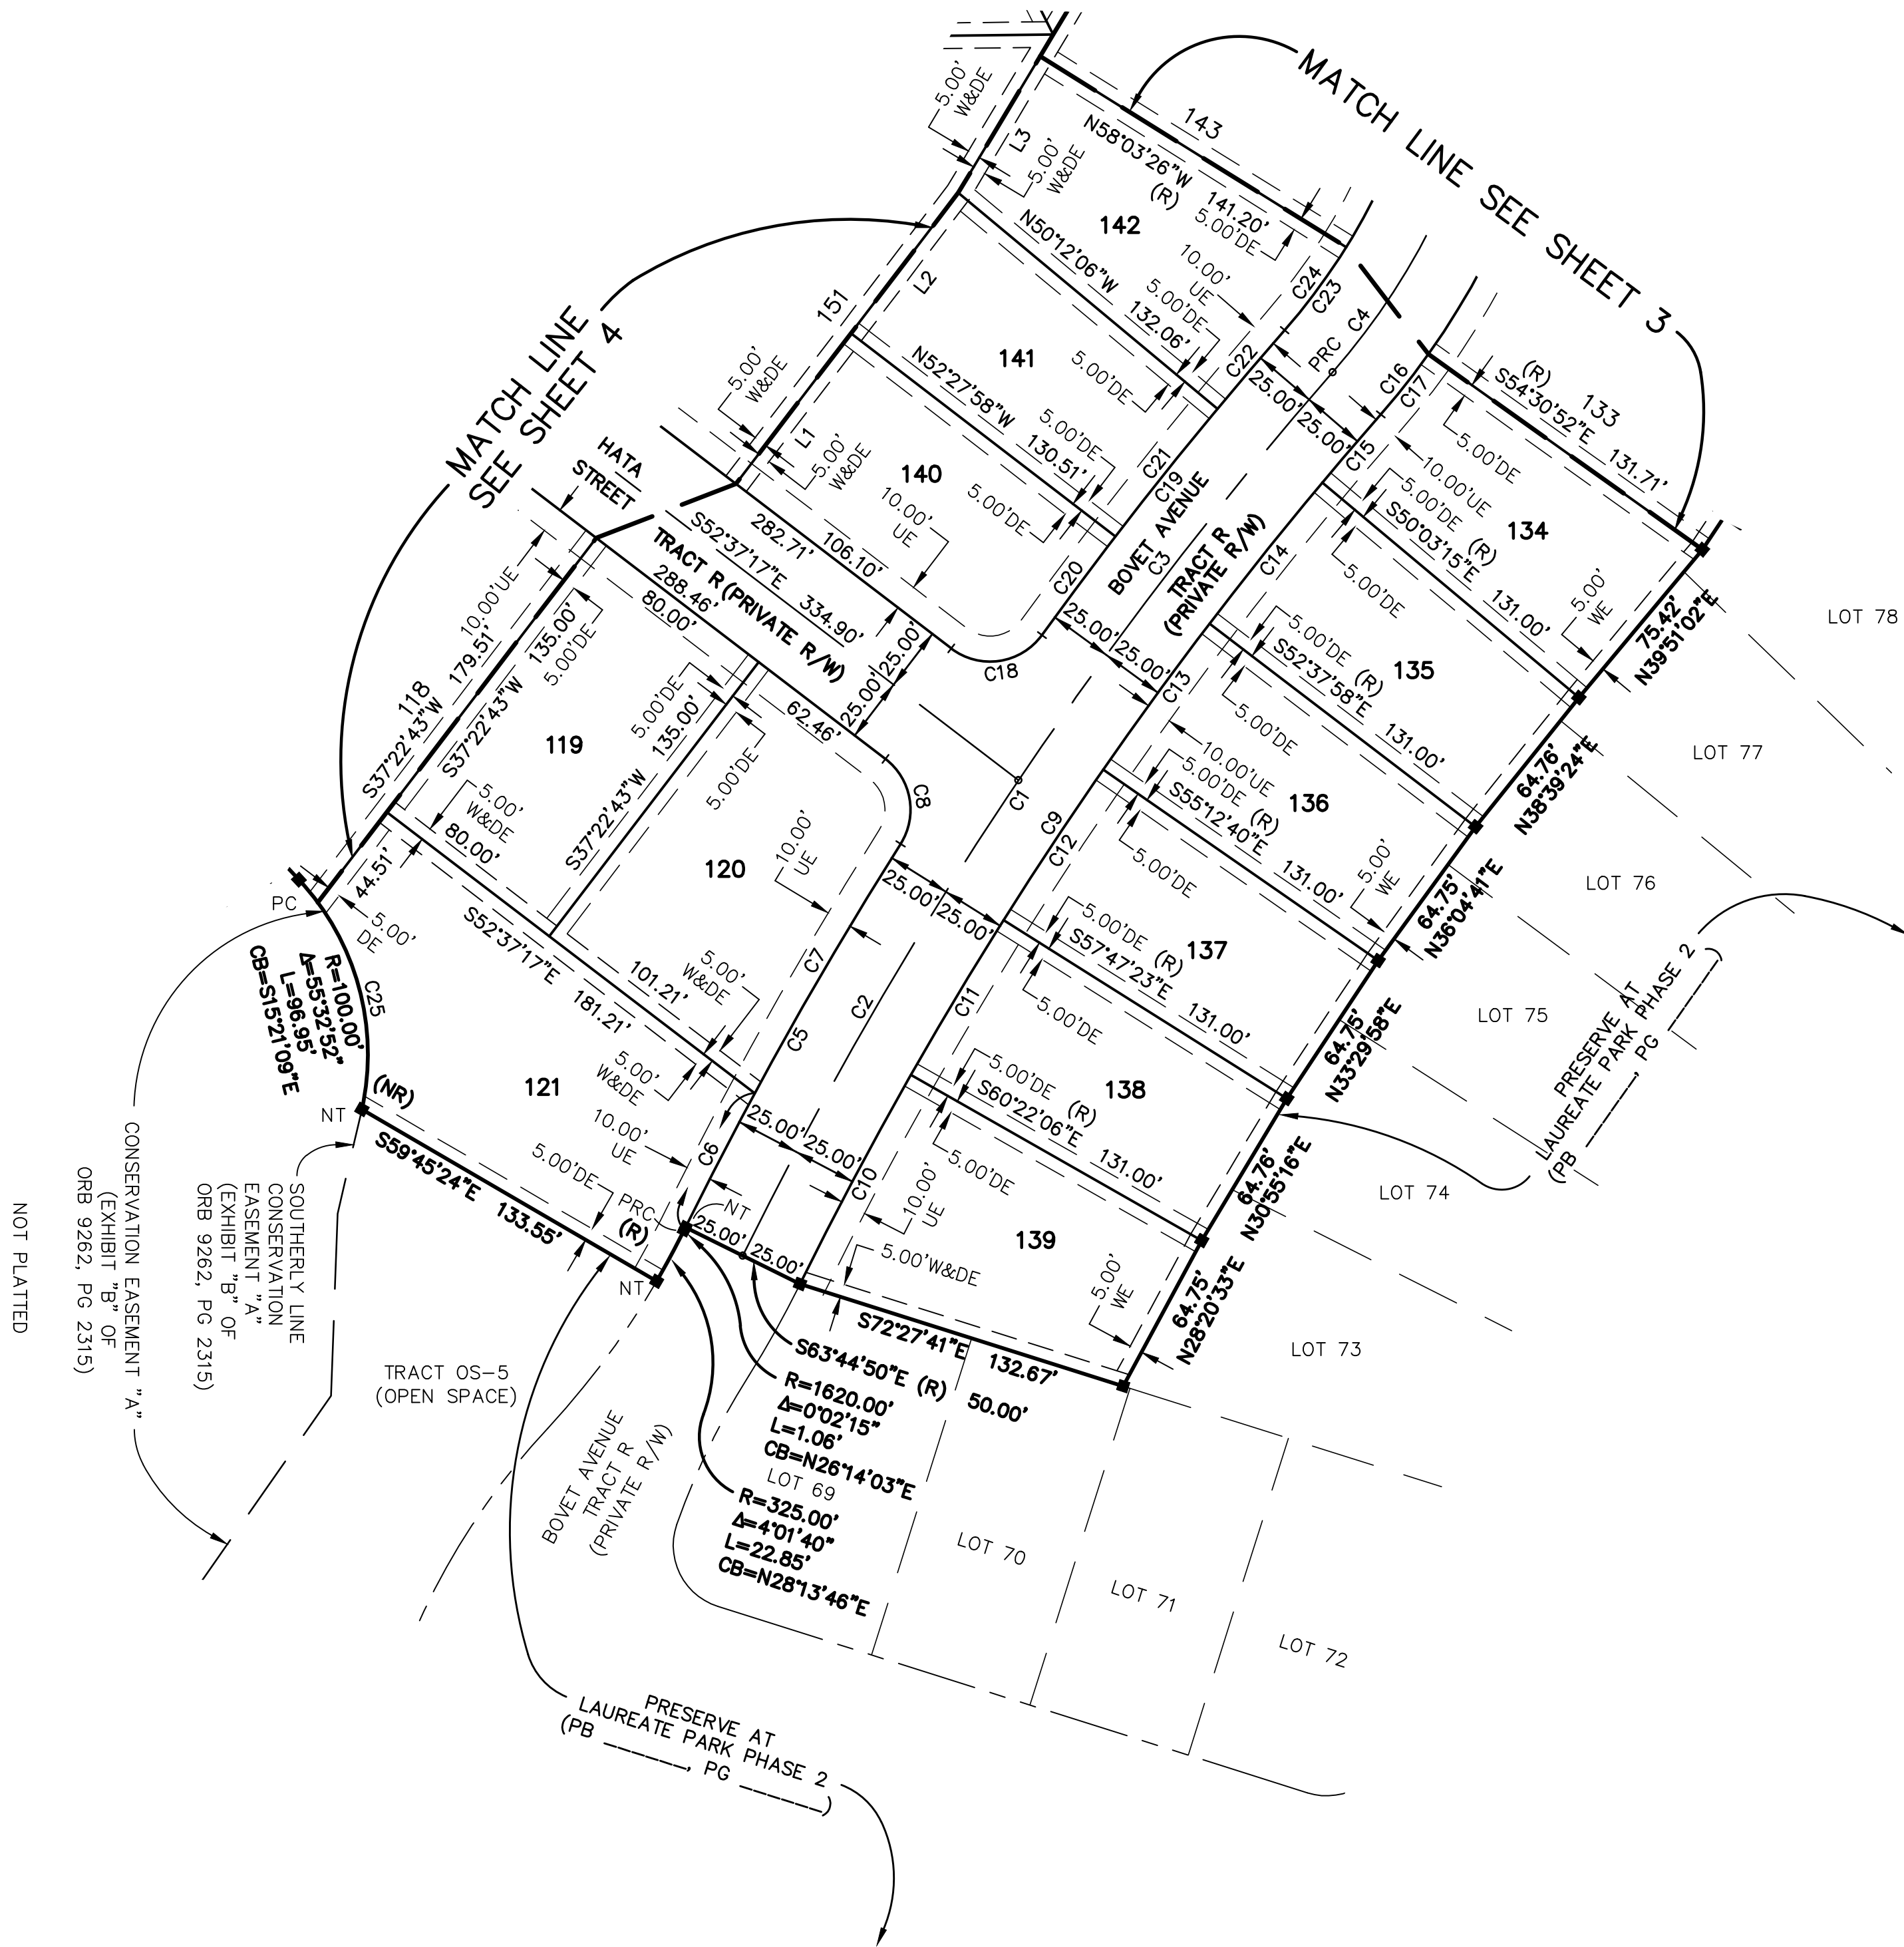 MATCH LINE SEE SHEET 3
MATCH LINE
SEE SHEET 4
5.00'
W&DE
L3
5.00'
W&DE
143
N58°03'26"W
141.20'
(R)
142
5.00'DE
10.00'
UE
N50°12'06"W
132.06'
5.00'DE
C24
C23
C4
PRC
C22
25.00'
25.00'
C16
C17
C15
151
L2
141
5.00'DE
N52°27'58"W
130.51'
5.00'DE
5.00'
W&DE
L1
5.00'
W&DE
140
10.00'
UE
5.00'DE
C21
C19
C20
C18
BOVET AVENUE
C3
TRACT R
(PRIVATE R/W)
(R)
S54°30'52"E
131.71'
133
5.00'DE
10.00'UE
5.00'DE
S50°03'15"E
(R)
131.00'
134
5.00'
WE
5.00'DE
C14
75.42'
N39°51'02"E
LOT 78
HATA
STREET
282.71'
106.10'
S52°37'17"E
334.90'
TRACT R (PRIVATE R/W)
288.46'
80.00'
62.46'
25.00'
25.00'
25.00'
25.00'
10.00'UE
118
179.51'
S37°22'43"W
135.00'
5.00'DE
S37°22'43"W
119
5.00'DE
135.00'
S37°22'43"W
5.00'DE
5.00'
W&DE
80.00'
120
10.00'
UE
C8
C1
C13
5.00'DE
S52°37'58"E
(R)
131.00'
135
5.00'DE
64.76'
N38°39'24"E
LOT 77
10.00'UE
5.00'DE
S55°12'40"E
(R)
131.00'
136
5.00'
WE
5.00'DE
C9
C12
64.75'
N36°04'41"E
LOT 76
44.51'
PC
5.00'
DE
R=100.00'
Δ=55°32'52"
L=96.95'
CB=S15°21'09"E
C25
S52°37'17"E
181.21'
101.21'
5.00'
W&DE
C7
C5
C2
25.00'
25.00'
C11
5.00'DE
S57°47'23"E
(R)
131.00'
137
5.00'DE
64.75'
N33°29'58"E
LOT 75
PRESERVE AT
LAUREATE PARK PHASE 2
(PB ______, PG ______)
121
5.00'
W&DE
10.00'
UE
5.00'DE
C6
25.00'
25.00'
C10
5.00'DE
S60°22'06"E
(R)
131.00'
138
5.00'DE
64.76'
N30°55'16"E
LOT 74
(NR)
NT
S59°45'24"E
133.55'
(R)
PRC
NT
NT
25.00'
25.00'
10.00'
UE
5.00'W&DE
139
5.00'
WE
64.75'
N28°20'33"E
LOT 73
S72°27'41"E
132.67'
S63°44'50"E (R)
50.00'
R=1620.00'
Δ=0°02'15"
L=1.06'
CB=N26°14'03"E
LOT 69
R=325.00'
Δ=4°01'40"
L=22.85'
CB=N28°13'46"E
LOT 70
LOT 71
LOT 72
NOT PLATTED
CONSERVATION EASEMENT "A"
(EXHIBIT "B" OF
ORB 9262, PG 2315)
SOUTHERLY LINE
CONSERVATION
EASEMENT "A"
(EXHIBIT "B" OF
ORB 9262, PG 2315)
TRACT OS-5
(OPEN SPACE)
BOVET AVENUE
TRACT R
(PRIVATE R/W)
PRESERVE AT
LAUREATE PARK PHASE 2
(PB ______, PG ______)